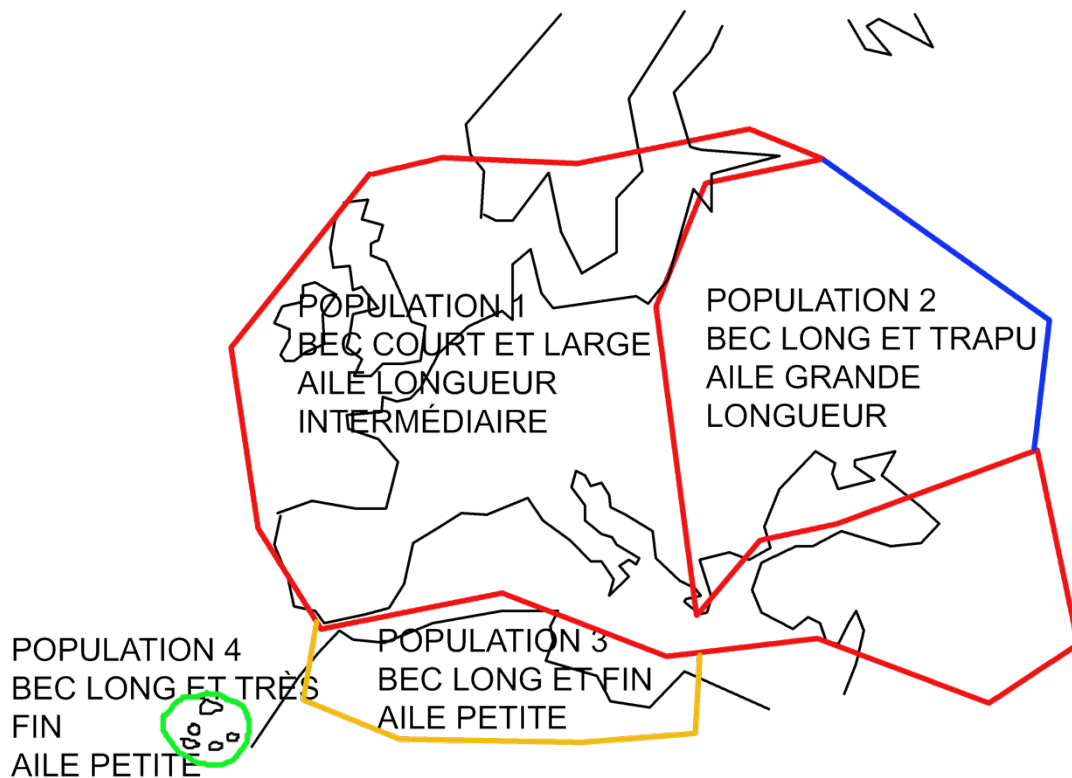 POPULATION 1
BEC COURT ET LARGE
AILE LONGUEUR
INTERMÉDIAIRE
POPULATION 2
BEC LONG ET TRAPU
AILE GRANDE
LONGUEUR
POPULATION 3
BEC LONG ET FIN
AILE PETITE
POPULATION 4
BEC LONG ET TRÈS
FIN
AILE PETITE